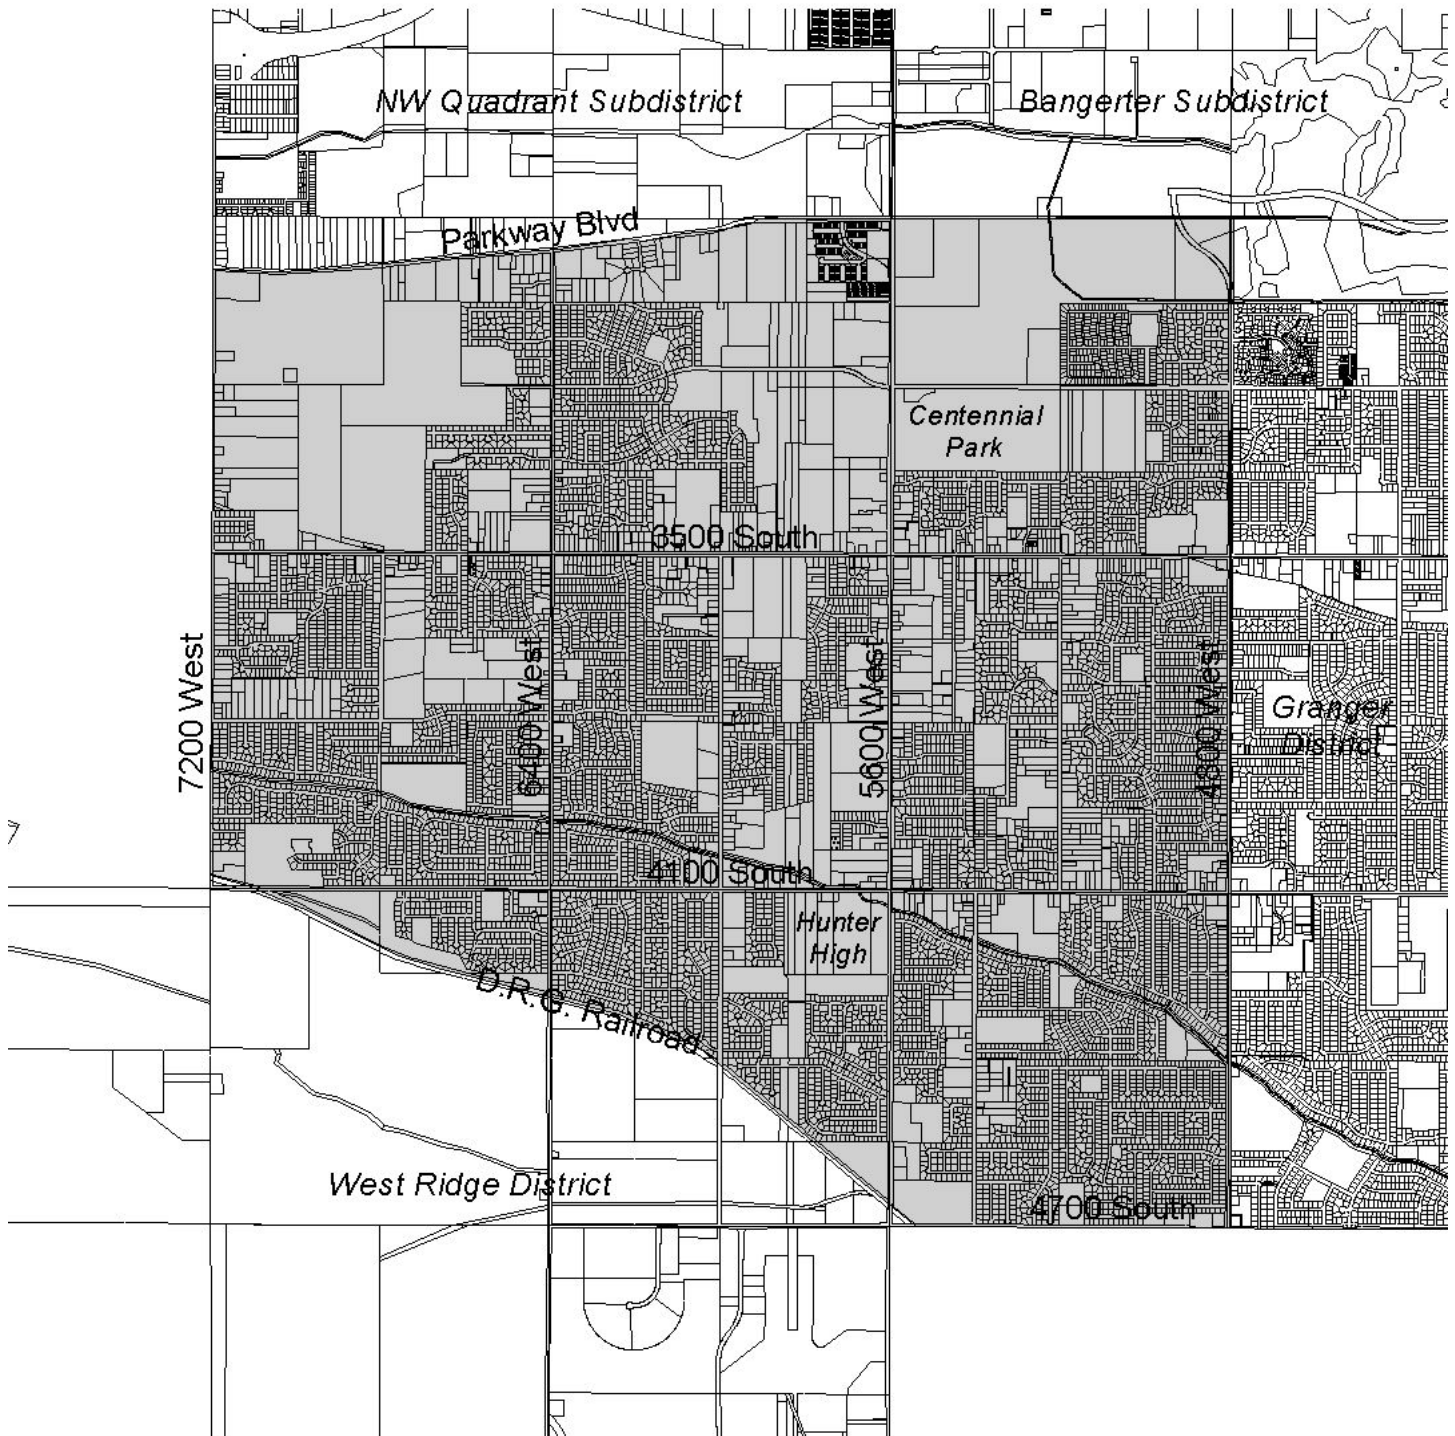 NW Quadrant Subdistrict
Bangerter Subdistrict
Parkway Blvd
Centennial
Park
3500 South
7200 West
6400 West
5600 West
4800 West
Granger
District
4100 South
Hunter
High
D.R.G. Railroad
West Ridge District
4700 South